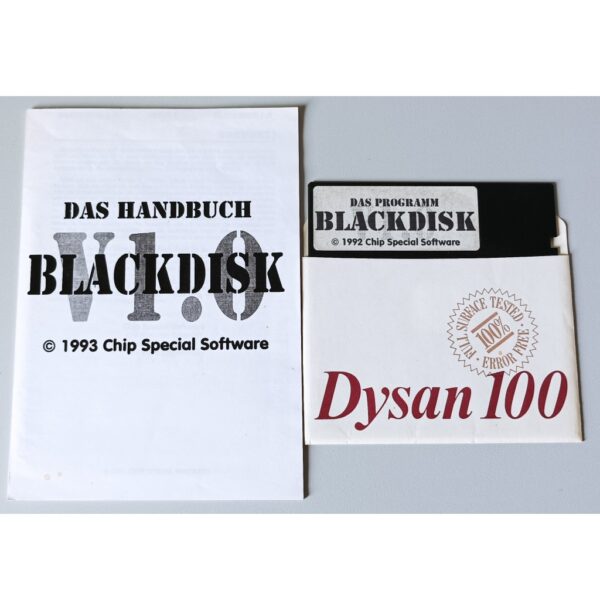 DAS HANDBUCH
V1.0
BLACKDISK
© 1993 Chip Special Software
DAS PROGRAMM
BLACKDISK
© 1992 Chip Special Software
FULL SURFACE TESTED · ERROR FREE ·
100%
Dysan 100